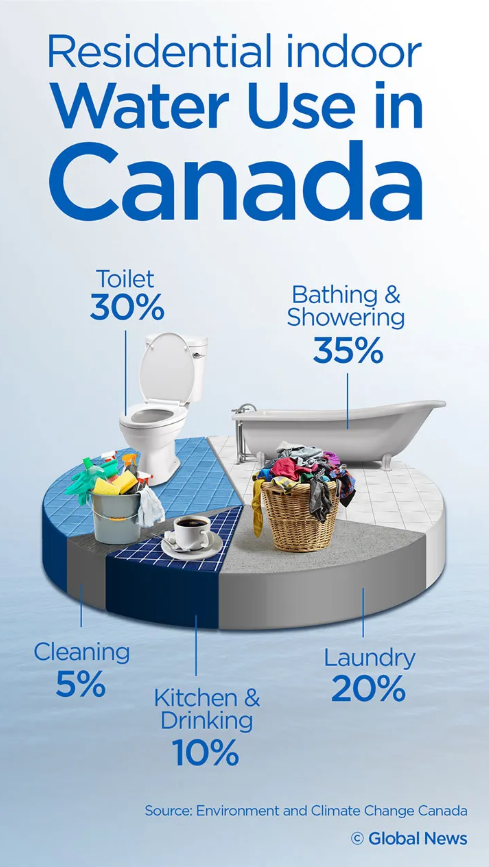 Residential indoor
Water Use in
Canada
Toilet
30%
Bathing &
Showering
35%
Cleaning
5%
Kitchen &
Drinking
10%
Laundry
20%
Source: Environment and Climate Change Canada
© Global News